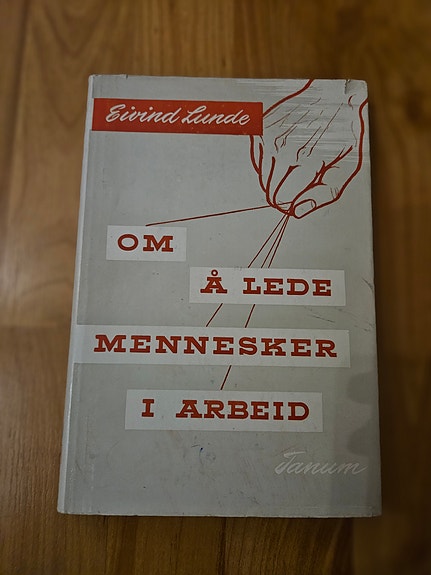 Eivind Lunde
OM
Å LEDE
MENNESKER
I ARBEID
Tanum